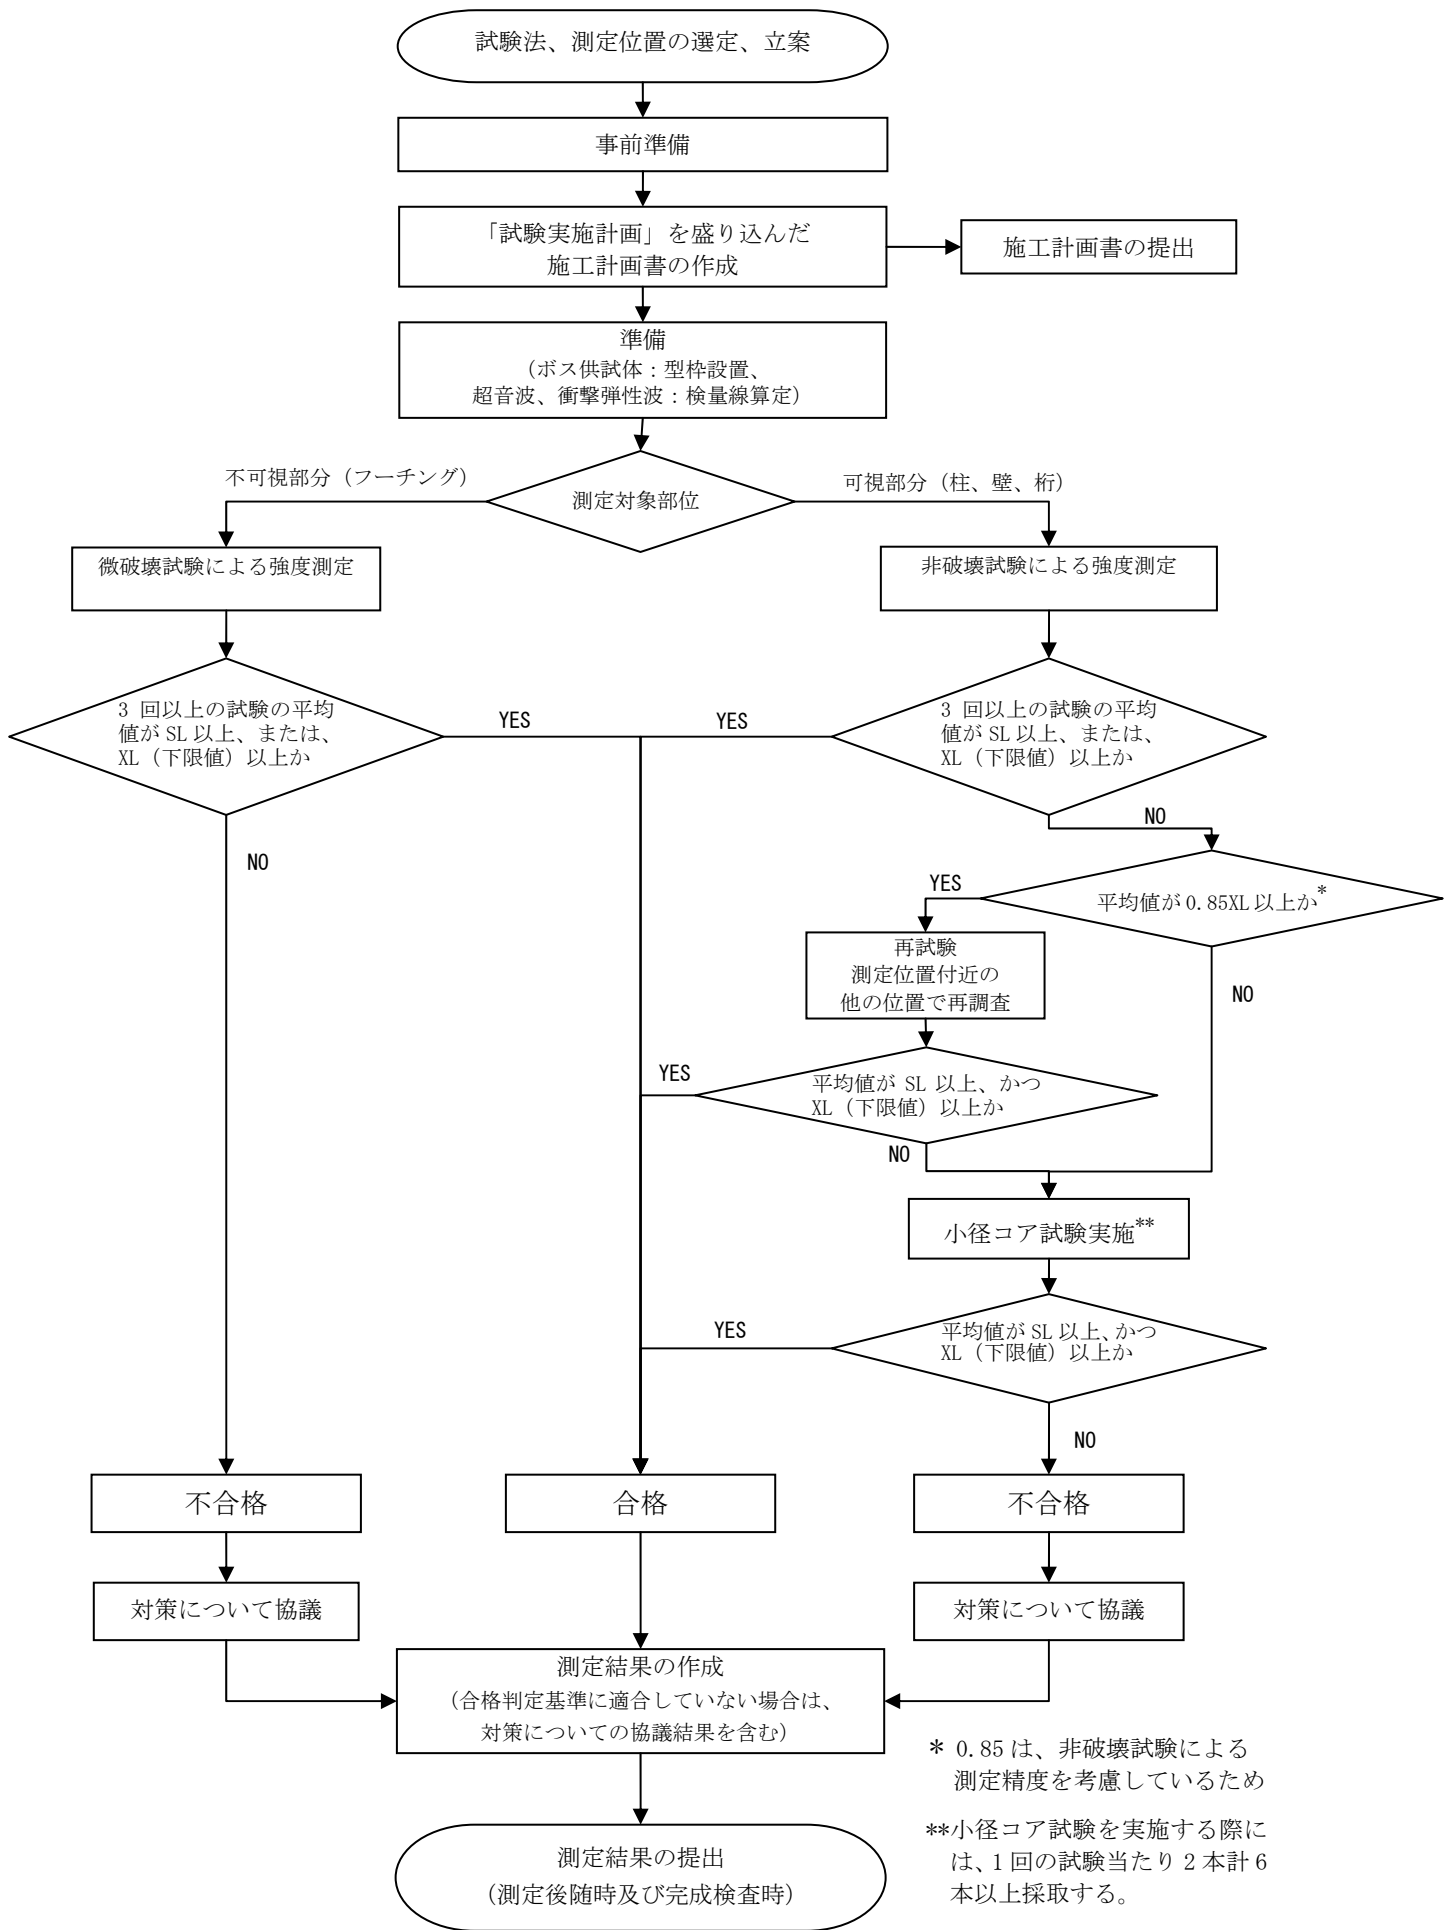 試験法、測定位置の選定、立案
事前準備
「試験実施計画」を盛り込んだ
施工計画書の作成
施工計画書の提出
準備
（ボス供試体：型枠設置、
超音波、衝撃弾性波：検量線算定）
不可視部分（フーチング）
測定対象部位
可視部分（柱、壁、桁）
微破壊試験による強度測定
非破壊試験による強度測定
3 回以上の試験の平均
値が SL 以上、または、
XL（下限値）以上か
YES
YES
3 回以上の試験の平均
値が SL 以上、または、
XL（下限値）以上か
NO
NO
YES
平均値が 0.85XL 以上か*
再試験
測定位置付近の
他の位置で再調査
NO
YES
平均値が SL 以上、かつ
XL（下限値）以上か
NO
小径コア試験実施**
YES
平均値が SL 以上、かつ
XL（下限値）以上か
NO
不合格
合格
不合格
対策について協議
対策について協議
測定結果の作成
（合格判定基準に適合していない場合は、
対策についての協議結果を含む）
* 0.85 は、非破壊試験による
測定精度を考慮しているため
**小径コア試験を実施する際に
は、1 回の試験当たり 2 本計 6
本以上採取する。
測定結果の提出
（測定後随時及び完成検査時）